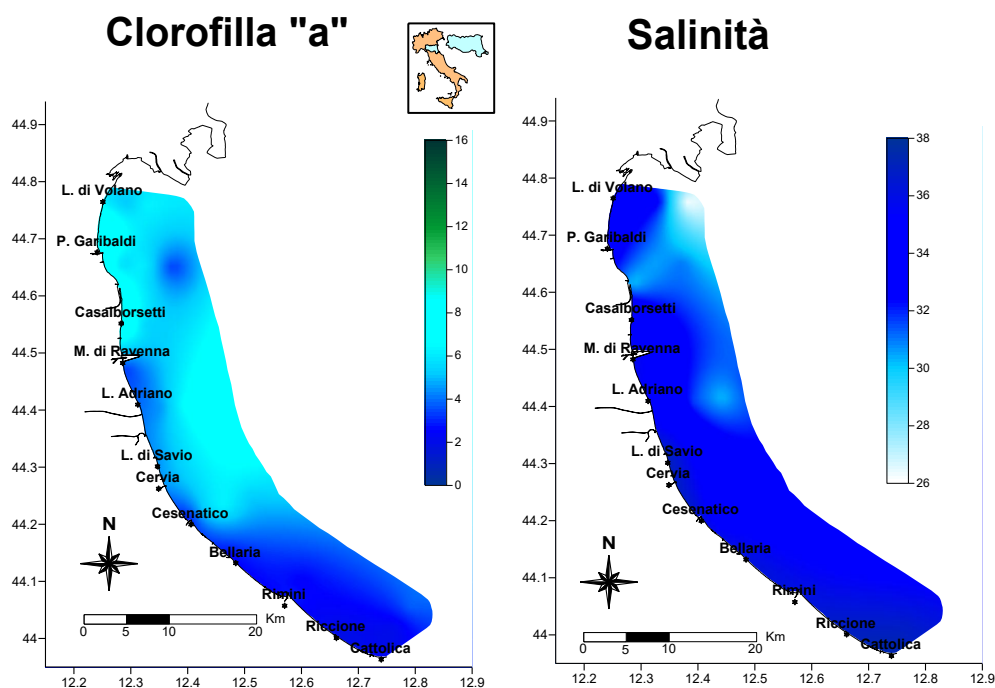 Clorofilla "a"
44.9
44.8
44.7
44.6
44.5
44.4
44.3
44.2
44.1
44
L. di Volano
P. Garibaldi
Casalborsetti
M. di Ravenna
L. Adriano
L. di Savio
Cervia
Cesenatico
Bellaria
Rimini
Riccione
Cattolica
16
14
12
10
8
6
4
2
0
N
0 5 10 20 Km
12.2 12.3 12.4 12.5 12.6 12.7 12.8 12.9
Salinità
44.9
44.8
44.7
44.6
44.5
44.4
44.3
44.2
44.1
44
L. di Volano
P. Garibaldi
Casalborsetti
M. di Ravenna
L. Adriano
L. di Savio
Cervia
Cesenatico
Bellaria
Rimini
Riccione
Cattolica
38
36
34
32
30
28
26
N
0 5 10 20 Km
12.2 12.3 12.4 12.5 12.6 12.7 12.8 12.9